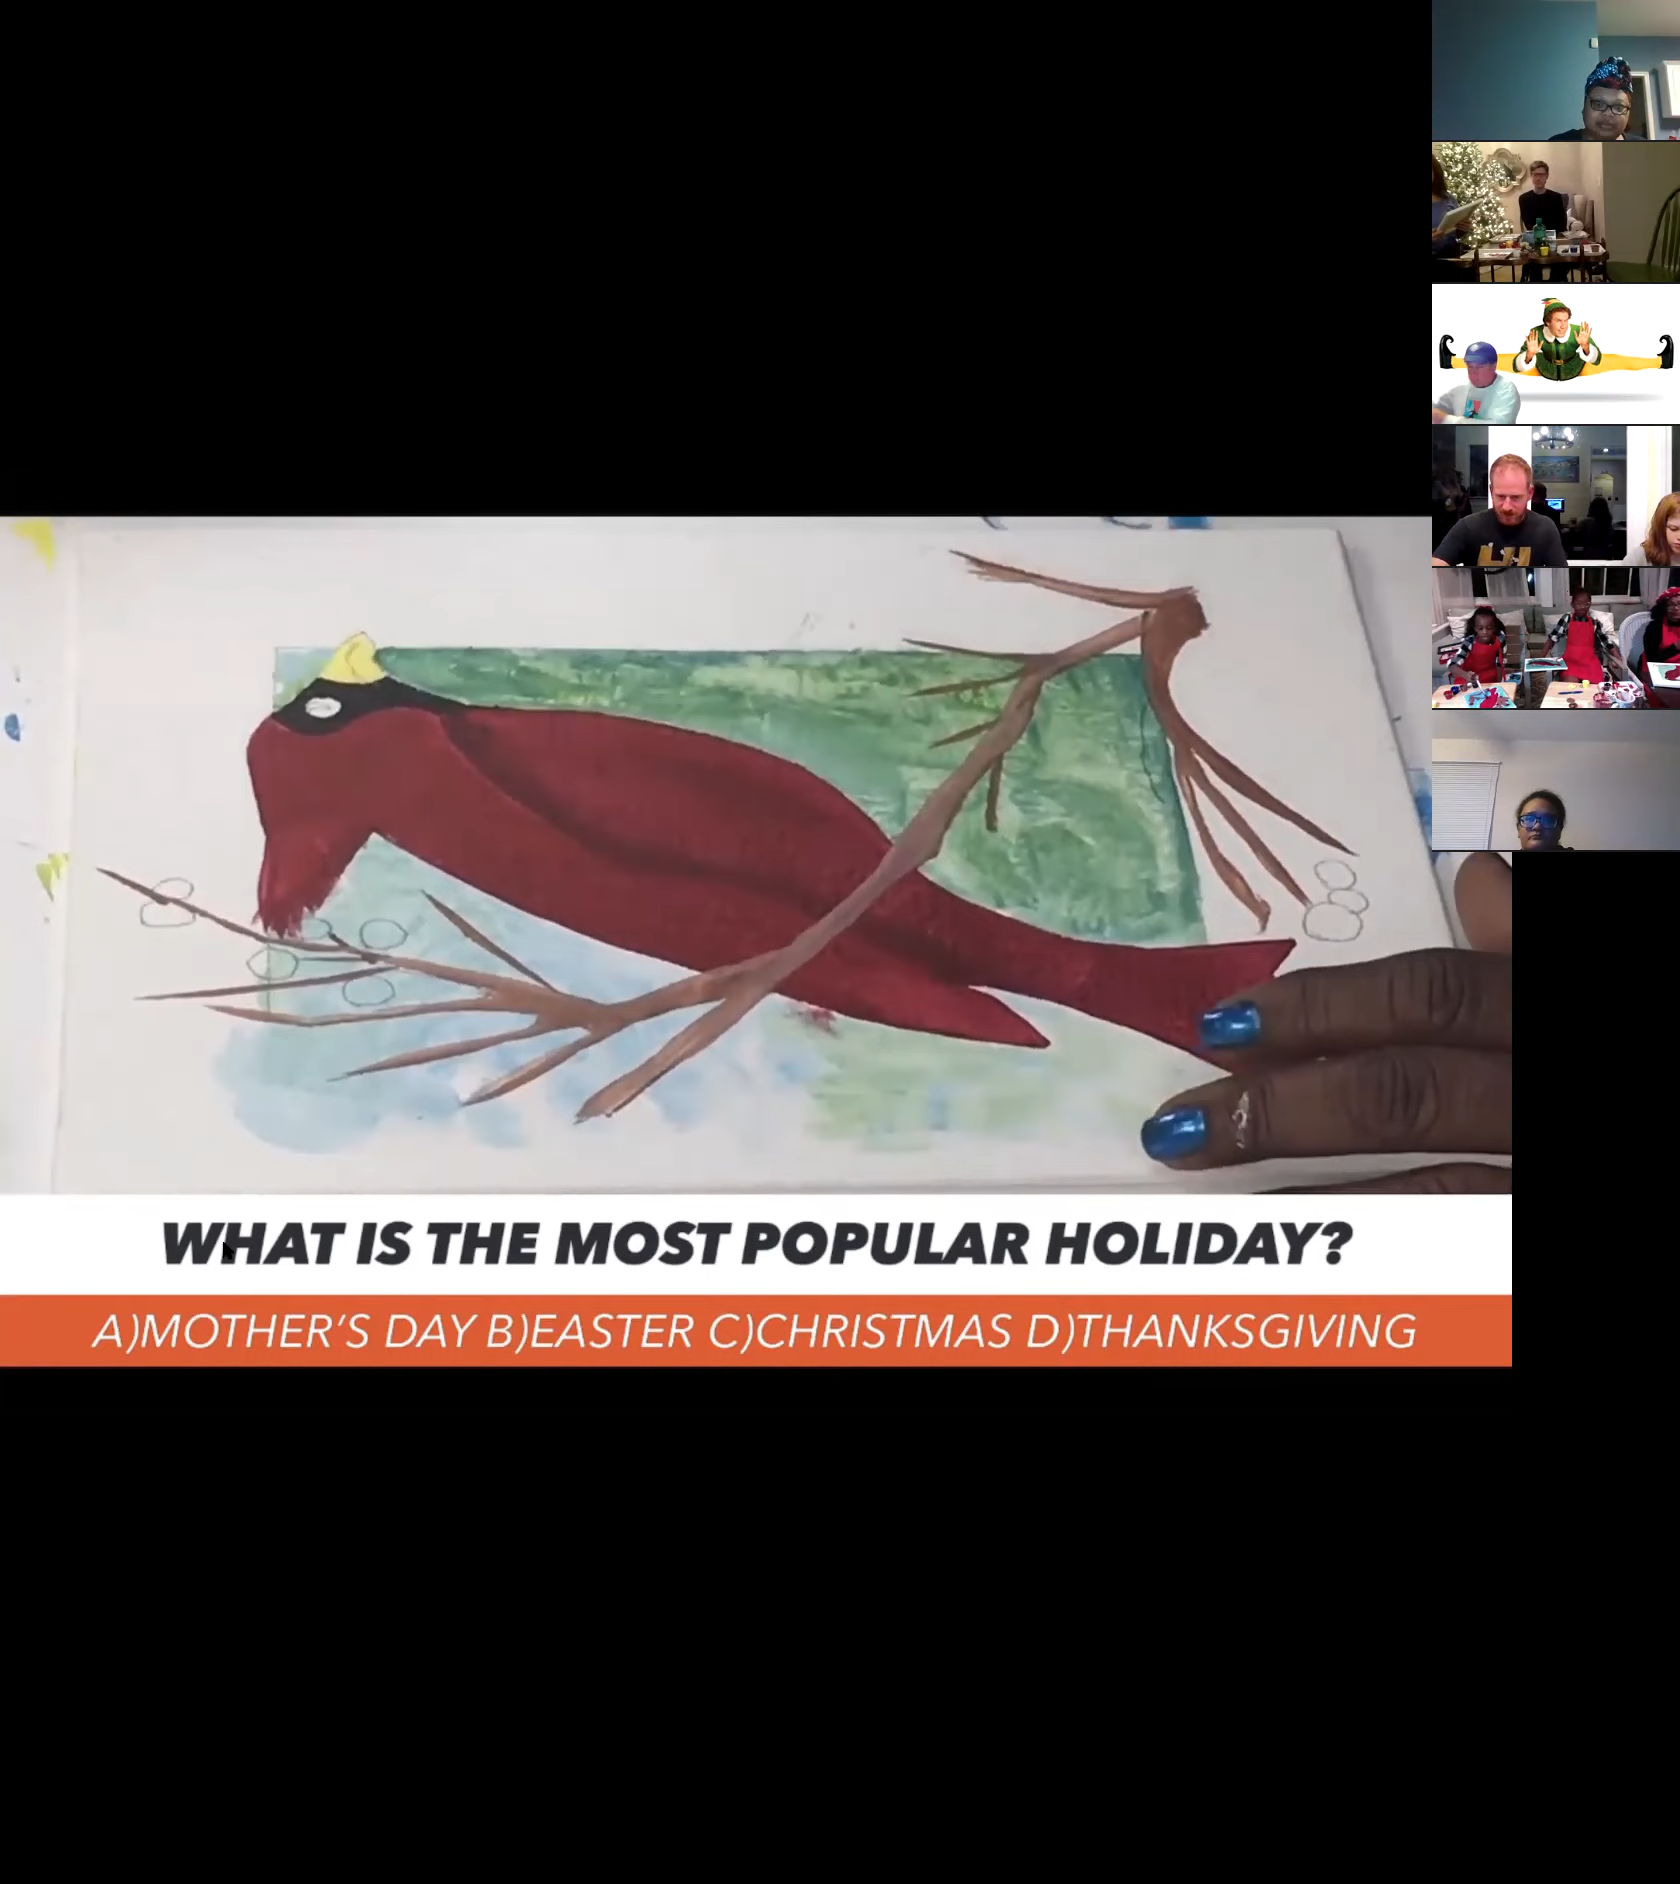 WHAT IS THE MOST POPULAR HOLIDAY?
A)MOTHER'S DAY B)EASTER C)CHRISTMAS D)THANKSGIVING